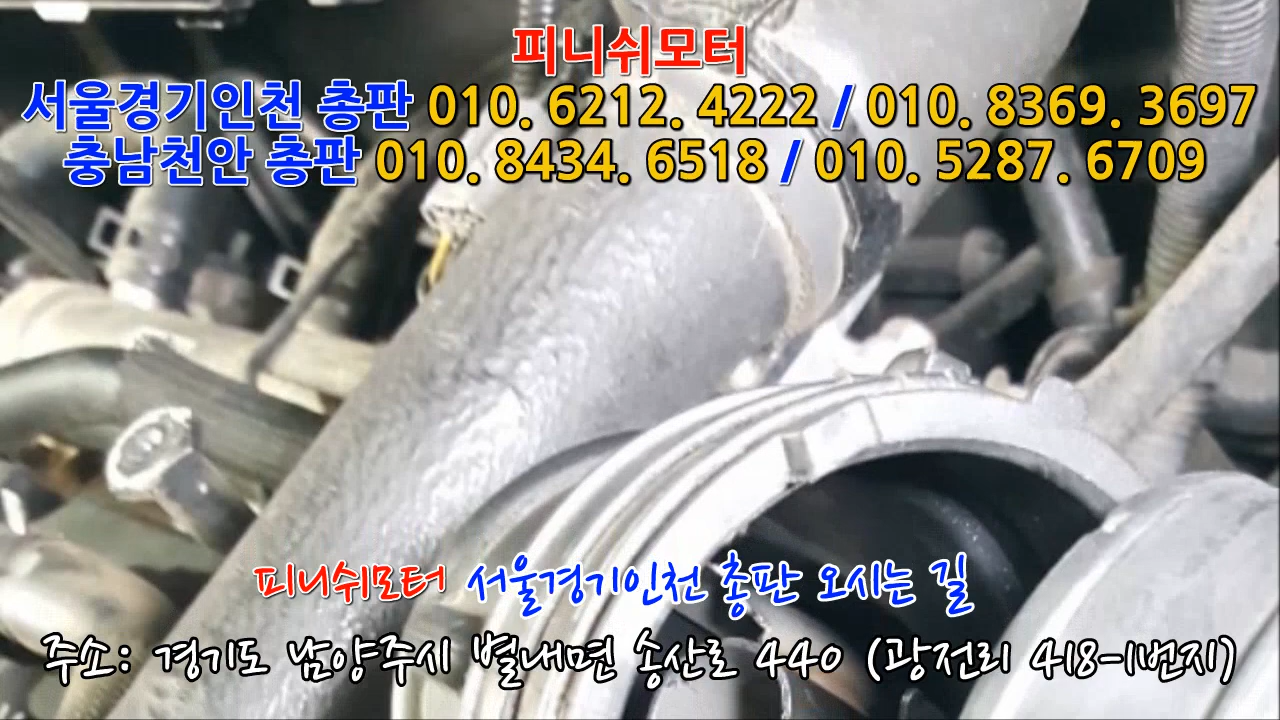 피니쉬모터
서울경기인천 총판 010. 6212. 4222 / 010. 8369. 3697
충남천안 총판 010. 8434. 6518 / 010. 5287. 6709
피니쉬모터 서울경기인천 총판 오시는 길
주소: 경기도 남양주시 별내면 송산로 440 (광전리 418-1번지)